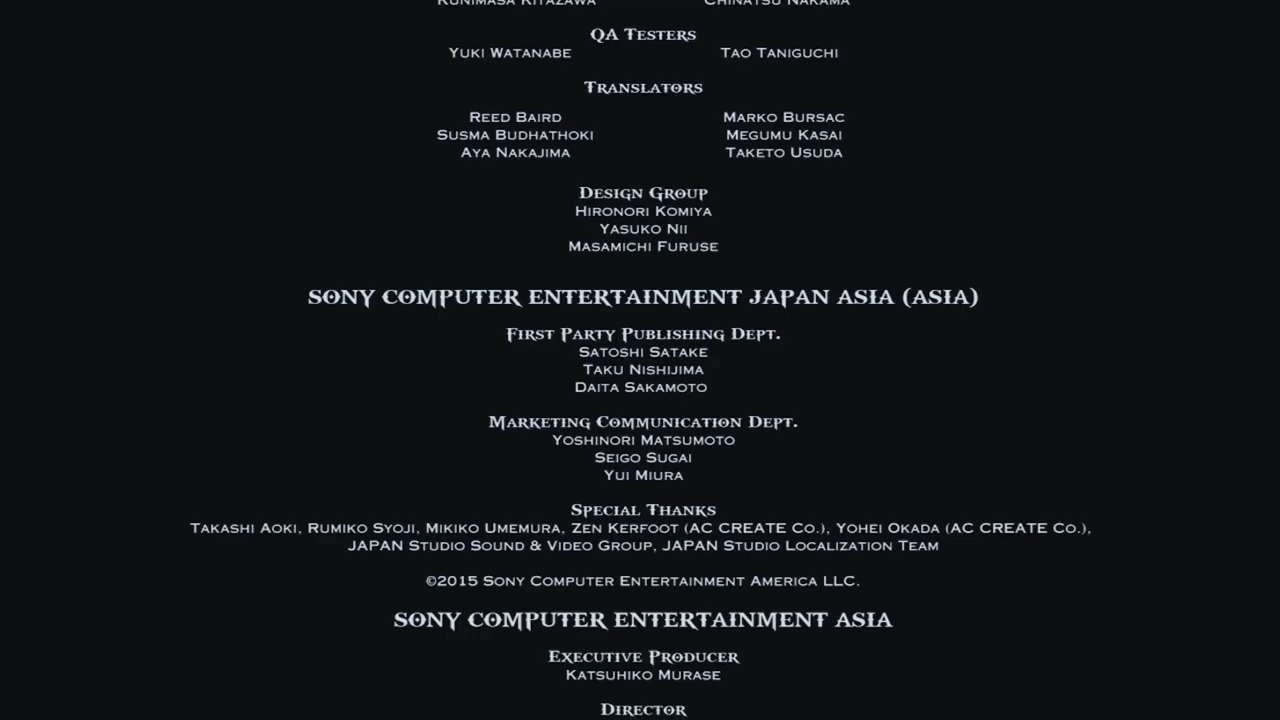 Kunimasa Kitazawa Chinatsu Nakama
QA Testers
Yuki Watanabe Tao Taniguchi
Translators
Reed Baird Marko Bursac
Susma Budhathoki Megumu Kasai
Aya Nakajima Taketo Usuda
Design Group
Hironori Komiya
Yasuko Nii
Masamichi Furuse
SONY COMPUTER ENTERTAINMENT JAPAN ASIA (ASIA)
First Party Publishing Dept.
Satoshi Satake
Taku Nishijima
Daita Sakamoto
Marketing Communication Dept.
Yoshinori Matsumoto
Seigo Sugai
Yui Miura
Special Thanks
Takashi Aoki, Rumiko Syoji, Mikiko Umemura, Zen Kerfoot (AC CREATE Co.), Yohei Okada (AC CREATE Co.),
JAPAN Studio Sound & Video Group, JAPAN Studio Localization Team
©2015 Sony Computer Entertainment America LLC.
SONY COMPUTER ENTERTAINMENT ASIA
Executive Producer
Katsuhiko Murase
Director